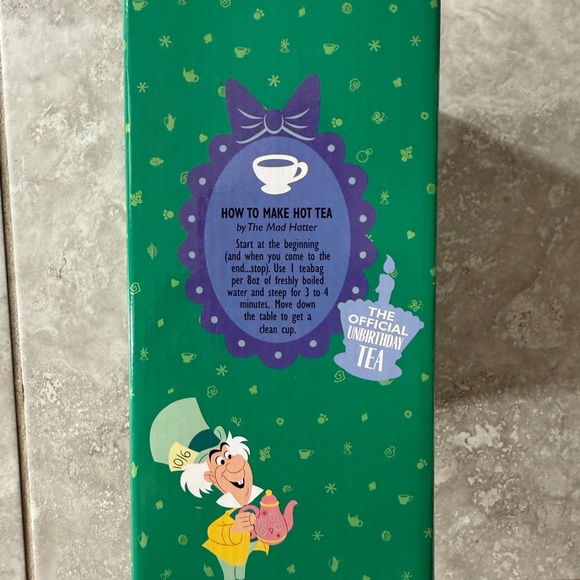 HOW TO MAKE HOT TEA
by The Mad Hatter
Start at the beginning
(and when you come to the
end...stop). Use 1 teabag
per 8oz of freshly boiled
water and steep for 3 to 4
minutes. Move down
the table to get a
clean cup.
THE
OFFICIAL
UNBIRTHDAY
TEA
10/6